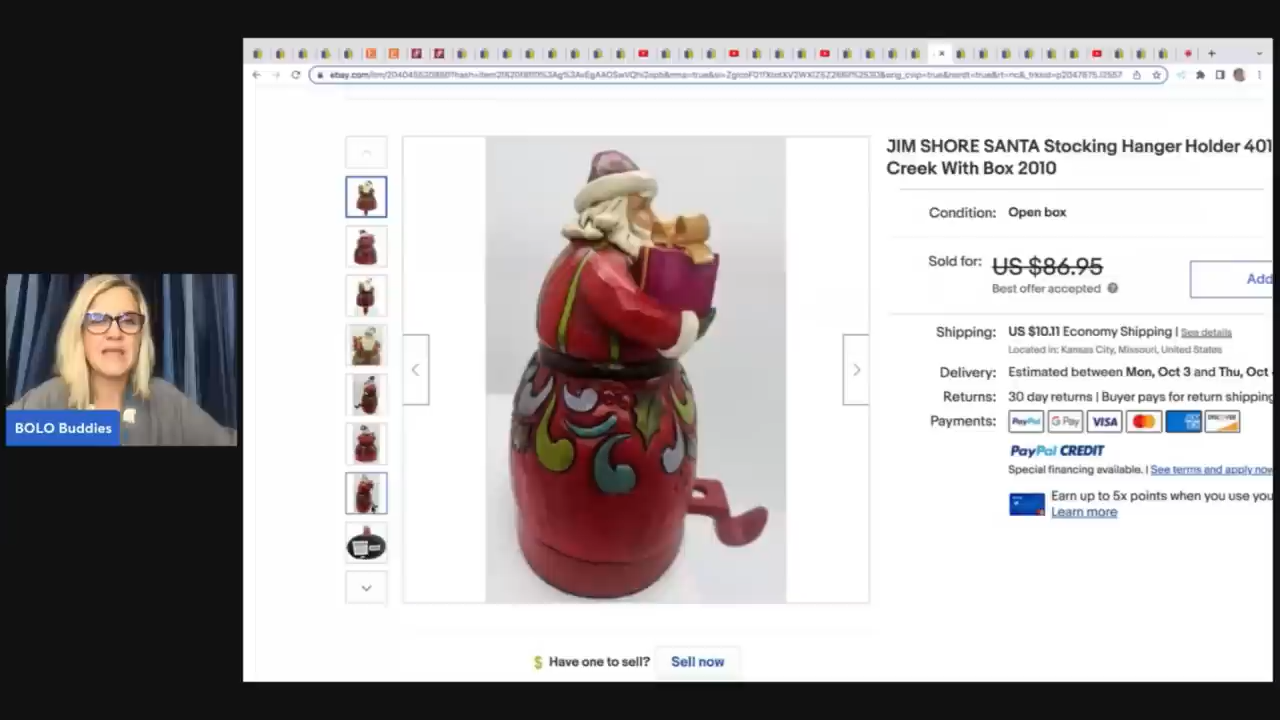 JIM SHORE SANTA Stocking Hanger Holder 401
Creek With Box 2010
Condition: Open box
Sold for: US $86.95
Best offer accepted
Add
Shipping: US $10.11 Economy Shipping | See details
Located in: Kansas City, Missouri, United States
Delivery: Estimated between Mon, Oct 3 and Thu, Oct
Returns: 30 day returns | Buyer pays for return shipping
Payments: PayPal G Pay VISA DISCOVER
PayPal CREDIT
Special financing available. | See terms and apply now
Earn up to 5x points when you use you
Learn more
BOLO Buddies
$ Have one to sell? Sell now